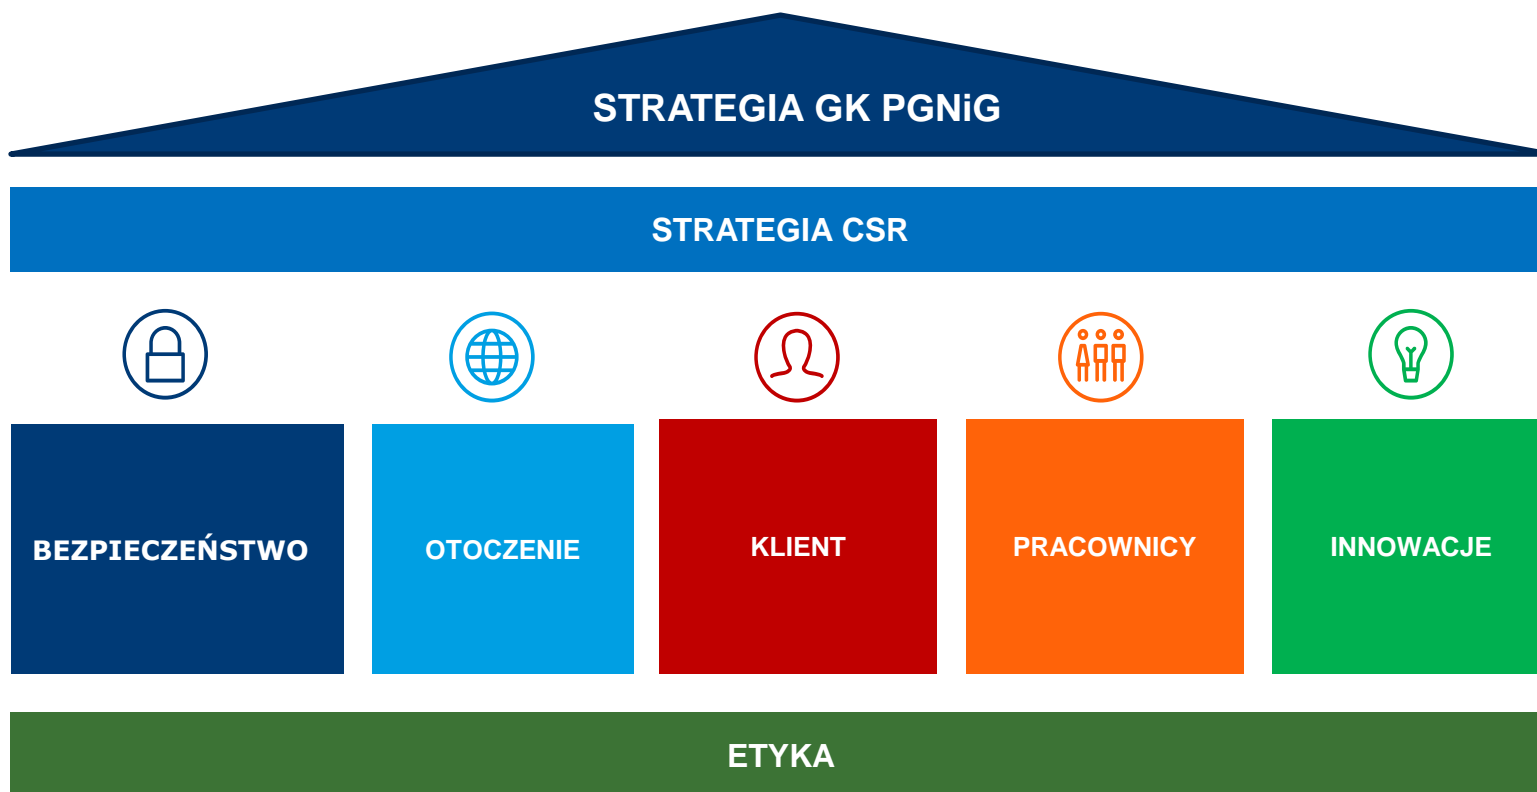 STRATEGIA GK PGNiG
STRATEGIA CSR
BEZPIECZEŃSTWO
OTOCZENIE
KLIENT
PRACOWNICY
INNOWACJE
ETYKA